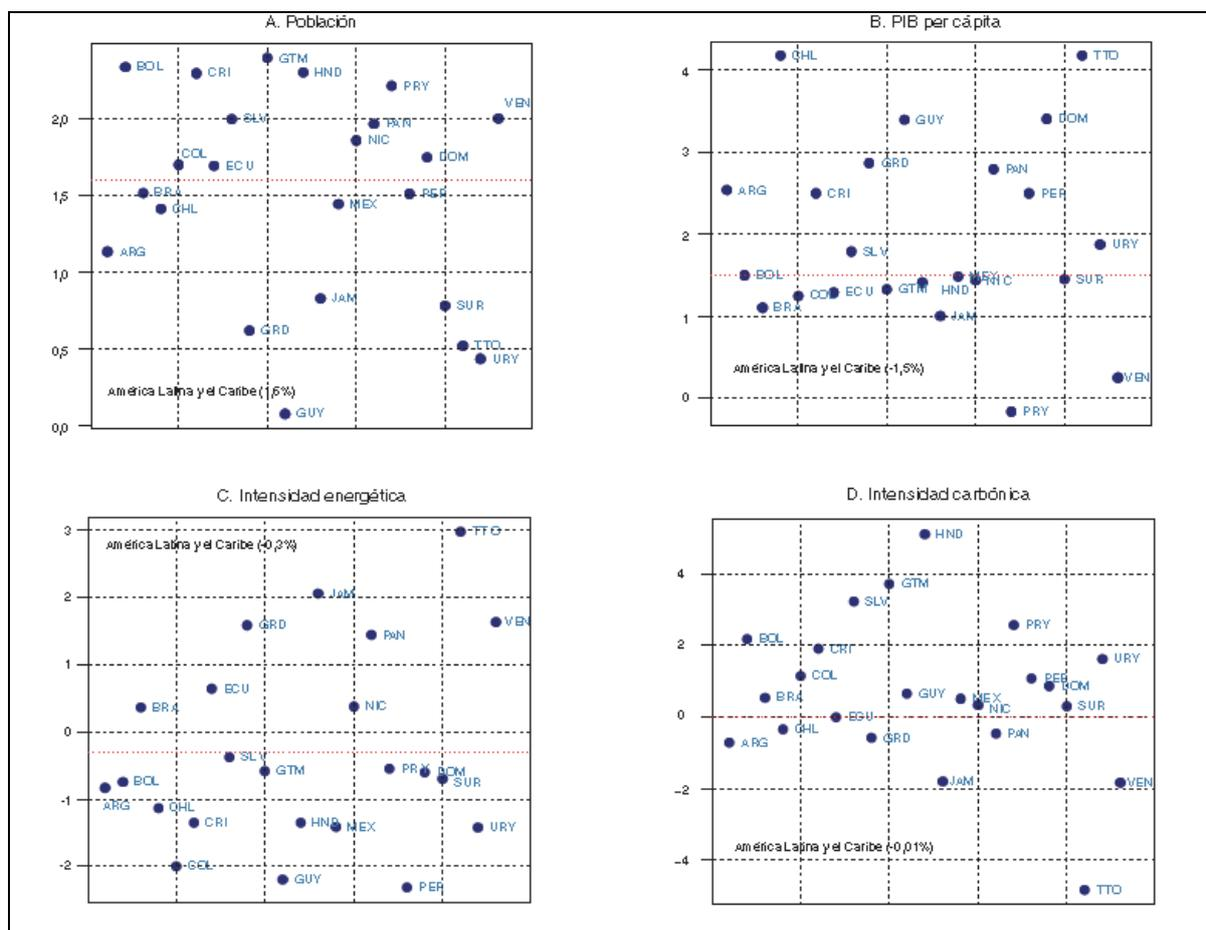 A. Población
BOL
CRI
GTM
HND
PRY
VEN
2,0
SLV
PAN
NIC
COL
ECU
DOM
1,5
BRA
CHL
MEX
PER
ARG
1,0
JAM
SUR
GRD
0,5
TTO
URY
América Latina y el Caribe (1,6%)
GUY
0,0
B. PIB per cápita
CHL
TTO
4
GUY
DOM
3
GRD
PAN
ARG
CRI
PER
2
SLV
URY
BOL
MEX
NIC
SUR
COL
ECU
GTM
HND
BRA
JAM
1
América Latina y el Caribe (-1,5%)
VEN
0
PRY
C. Intensidad energética
3
TTO
América Latina y el Caribe (-0,3%)
2
JAM
GRD
PAN
VEN
1
ECU
BRA
NIC
0
SLV
GTM
PRY
DOM
SUR
BOL
ARG
-1
CHL
CRI
HND
MEX
URY
-2
COL
GUY
PER
D. Intensidad carbónica
HND
4
GTM
SLV
PRY
2
BOL
CRI
URY
COL
PER
DOM
BRA
GUY
MEX
NIC
SUR
0
ECU
CHL
ARG
GRD
PAN
-2
JAM
VEN
-4
América Latina y el Caribe (-0,01%)
TTO